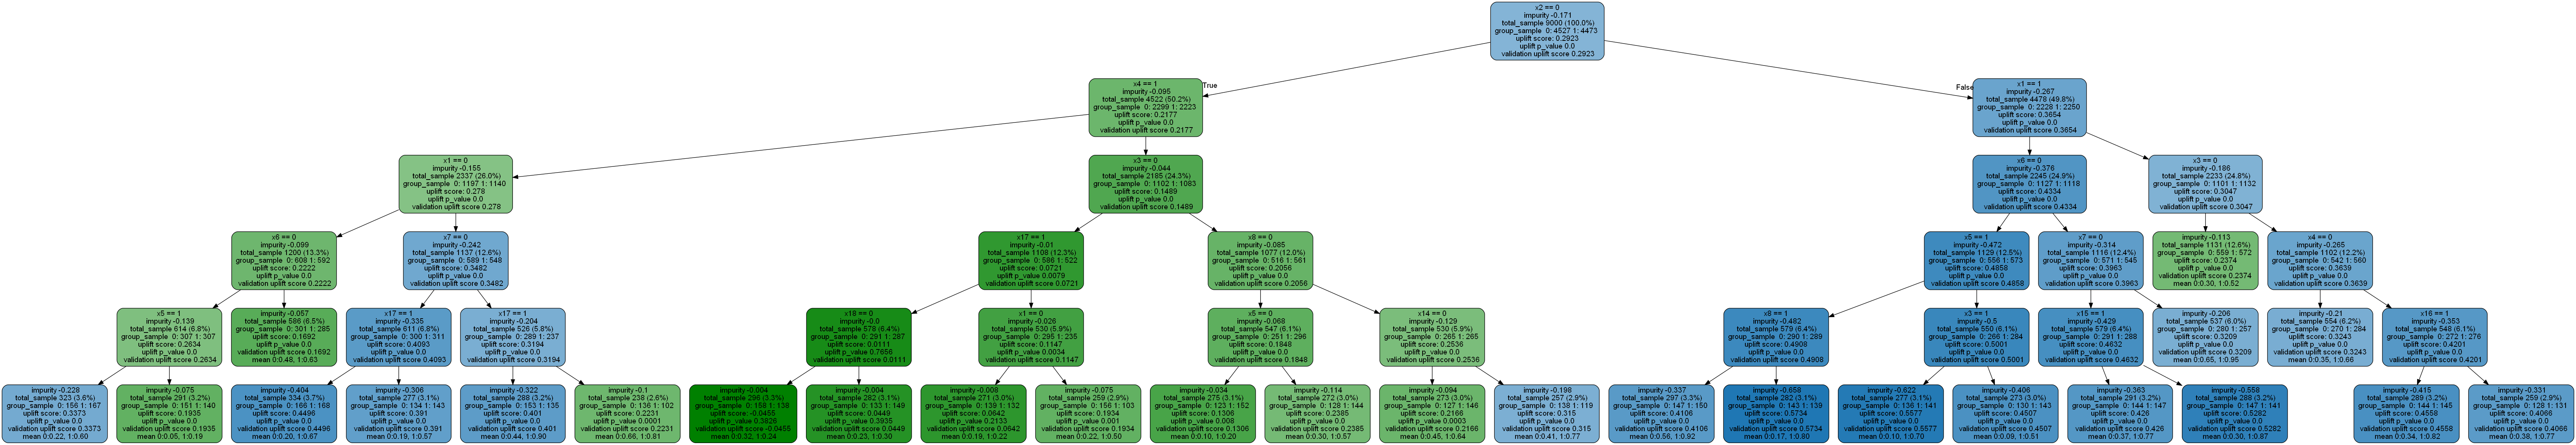 x2 == 0
impurity -0.171
total_sample 9000 (100.0%)
group_sample 0: 4527 1: 4473
uplift score: 0.2923
uplift p_value 0.0
validation uplift score 0.2923
True
False
x4 == 1
impurity -0.095
total_sample 4522 (50.2%)
group_sample 0: 2299 1: 2223
uplift score: 0.2177
uplift p_value 0.0
validation uplift score 0.2177
x1 == 1
impurity -0.267
total_sample 4478 (49.8%)
group_sample 0: 2228 1: 2250
uplift score: 0.3654
uplift p_value 0.0
validation uplift score 0.3654
x1 == 0
impurity -0.155
total_sample 2337 (26.0%)
group_sample 0: 1197 1: 1140
uplift score: 0.278
uplift p_value 0.0
validation uplift score 0.278
x3 == 0
impurity -0.044
total_sample 2185 (24.3%)
group_sample 0: 1102 1: 1083
uplift score: 0.1489
uplift p_value 0.0
validation uplift score 0.1489
x6 == 0
impurity -0.376
total_sample 2245 (24.9%)
group_sample 0: 1127 1: 1118
uplift score: 0.4334
uplift p_value 0.0
validation uplift score 0.4334
x3 == 0
impurity -0.186
total_sample 2233 (24.8%)
group_sample 0: 1101 1: 1132
uplift score: 0.3047
uplift p_value 0.0
validation uplift score 0.3047
x6 == 0
impurity -0.099
total_sample 1200 (13.3%)
group_sample 0: 608 1: 592
uplift score: 0.2222
uplift p_value 0.0
validation uplift score 0.2222
x7 == 0
impurity -0.242
total_sample 1137 (12.6%)
group_sample 0: 589 1: 548
uplift score: 0.3482
uplift p_value 0.0
validation uplift score 0.3482
x17 == 1
impurity -0.01
total_sample 1108 (12.3%)
group_sample 0: 586 1: 522
uplift score: 0.0721
uplift p_value 0.0079
validation uplift score 0.0721
x8 == 0
impurity -0.085
total_sample 1077 (12.0%)
group_sample 0: 516 1: 561
uplift score: 0.2056
uplift p_value 0.0
validation uplift score 0.2056
x5 == 1
impurity -0.472
total_sample 1129 (12.5%)
group_sample 0: 556 1: 573
uplift score: 0.4858
uplift p_value 0.0
validation uplift score 0.4858
x7 == 0
impurity -0.314
total_sample 1116 (12.4%)
group_sample 0: 571 1: 545
uplift score: 0.3963
uplift p_value 0.0
validation uplift score 0.3963
impurity -0.113
total_sample 1131 (12.6%)
group_sample 0: 559 1: 572
uplift score: 0.2374
uplift p_value 0.0
validation uplift score 0.2374
mean 0:0.30, 1:0.52
x4 == 0
impurity -0.265
total_sample 1102 (12.2%)
group_sample 0: 542 1: 560
uplift score: 0.3639
uplift p_value 0.0
validation uplift score 0.3639
x5 == 1
impurity -0.139
total_sample 614 (6.8%)
group_sample 0: 307 1: 307
uplift score: 0.2634
uplift p_value 0.0
validation uplift score 0.2634
impurity -0.057
total_sample 586 (6.5%)
group_sample 0: 301 1: 285
uplift score: 0.1692
uplift p_value 0.0
validation uplift score 0.1692
mean 0:0.48, 1:0.63
x17 == 1
impurity -0.335
total_sample 611 (6.8%)
group_sample 0: 300 1: 311
uplift score: 0.4093
uplift p_value 0.0
validation uplift score 0.4093
x17 == 1
impurity -0.204
total_sample 526 (5.8%)
group_sample 0: 289 1: 237
uplift score: 0.3194
uplift p_value 0.0
validation uplift score 0.3194
x18 == 0
impurity -0.0
total_sample 578 (6.4%)
group_sample 0: 291 1: 287
uplift score: 0.0111
uplift p_value 0.7656
validation uplift score 0.0111
x1 == 0
impurity -0.026
total_sample 530 (5.9%)
group_sample 0: 295 1: 235
uplift score: 0.1147
uplift p_value 0.0034
validation uplift score 0.1147
x5 == 0
impurity -0.068
total_sample 547 (6.1%)
group_sample 0: 251 1: 296
uplift score: 0.1848
uplift p_value 0.0
validation uplift score 0.1848
x14 == 0
impurity -0.129
total_sample 530 (5.9%)
group_sample 0: 265 1: 265
uplift score: 0.2536
uplift p_value 0.0
validation uplift score 0.2536
x8 == 1
impurity -0.482
total_sample 579 (6.4%)
group_sample 0: 290 1: 289
uplift score: 0.4908
uplift p_value 0.0
validation uplift score 0.4908
x3 == 1
impurity -0.5
total_sample 550 (6.1%)
group_sample 0: 266 1: 284
uplift score: 0.5001
uplift p_value 0.0
validation uplift score 0.5001
x15 == 1
impurity -0.429
total_sample 579 (6.4%)
group_sample 0: 291 1: 288
uplift score: 0.4632
uplift p_value 0.0
validation uplift score 0.4632
impurity -0.206
total_sample 537 (6.0%)
group_sample 0: 280 1: 257
uplift score: 0.3209
uplift p_value 0.0
validation uplift score 0.3209
mean 0:0.65, 1:0.95
impurity -0.21
total_sample 554 (6.2%)
group_sample 0: 270 1: 284
uplift score: 0.3243
uplift p_value 0.0
validation uplift score 0.3243
mean 0:0.35, 1:0.66
x16 == 1
impurity -0.353
total_sample 548 (6.1%)
group_sample 0: 272 1: 276
uplift score: 0.4201
uplift p_value 0.0
validation uplift score 0.4201
impurity -0.228
total_sample 323 (3.6%)
group_sample 0: 156 1: 167
uplift score: 0.3373
uplift p_value 0.0
validation uplift score 0.3373
mean 0:0.22, 1:0.60
impurity -0.075
total_sample 291 (3.2%)
group_sample 0: 151 1: 140
uplift score: 0.1935
uplift p_value 0.0
validation uplift score 0.1935
mean 0:0.05, 1:0.19
impurity -0.404
total_sample 334 (3.7%)
group_sample 0: 166 1: 168
uplift score: 0.4496
uplift p_value 0.0
validation uplift score 0.4496
mean 0:0.20, 1:0.67
impurity -0.306
total_sample 277 (3.1%)
group_sample 0: 134 1: 143
uplift score: 0.391
uplift p_value 0.0
validation uplift score 0.391
mean 0:0.19, 1:0.57
impurity -0.322
total_sample 288 (3.2%)
group_sample 0: 153 1: 135
uplift score: 0.401
uplift p_value 0.0
validation uplift score 0.401
mean 0:0.44, 1:0.90
impurity -0.1
total_sample 238 (2.6%)
group_sample 0: 136 1: 102
uplift score: 0.2231
uplift p_value 0.0001
validation uplift score 0.2231
mean 0:0.66, 1:0.81
impurity -0.004
total_sample 296 (3.3%)
group_sample 0: 158 1: 138
uplift score: -0.0455
uplift p_value 0.3826
validation uplift score -0.0455
mean 0:0.32, 1:0.24
impurity -0.004
total_sample 282 (3.1%)
group_sample 0: 133 1: 149
uplift score: 0.0449
uplift p_value 0.3935
validation uplift score 0.0449
mean 0:0.23, 1:0.30
impurity -0.009
total_sample 271 (3.0%)
group_sample 0: 139 1: 132
uplift score: 0.0642
uplift p_value 0.2133
validation uplift score 0.0642
mean 0:0.19, 1:0.22
impurity -0.075
total_sample 259 (2.9%)
group_sample 0: 156 1: 103
uplift score: 0.1934
uplift p_value 0.001
validation uplift score 0.1934
mean 0:0.22, 1:0.50
impurity -0.034
total_sample 275 (3.1%)
group_sample 0: 123 1: 152
uplift score: 0.1306
uplift p_value 0.008
validation uplift score 0.1306
mean 0:0.10, 1:0.20
impurity -0.114
total_sample 272 (3.0%)
group_sample 0: 128 1: 144
uplift score: 0.2385
uplift p_value 0.0
validation uplift score 0.2385
mean 0:0.30, 1:0.57
impurity -0.094
total_sample 273 (3.0%)
group_sample 0: 127 1: 146
uplift score: 0.2166
uplift p_value 0.0003
validation uplift score 0.2166
mean 0:0.45, 1:0.64
impurity -0.198
total_sample 257 (2.9%)
group_sample 0: 138 1: 119
uplift score: 0.315
uplift p_value 0.0
validation uplift score 0.315
mean 0:0.41, 1:0.77
impurity -0.337
total_sample 297 (3.3%)
group_sample 0: 147 1: 150
uplift score: 0.4106
uplift p_value 0.0
validation uplift score 0.4106
mean 0:0.56, 1:0.92
impurity -0.658
total_sample 282 (3.1%)
group_sample 0: 143 1: 139
uplift score: 0.5734
uplift p_value 0.0
validation uplift score 0.5734
mean 0:0.17, 1:0.80
impurity -0.622
total_sample 277 (3.1%)
group_sample 0: 136 1: 141
uplift score: 0.5577
uplift p_value 0.0
validation uplift score 0.5577
mean 0:0.10, 1:0.70
impurity -0.406
total_sample 273 (3.0%)
group_sample 0: 130 1: 143
uplift score: 0.4507
uplift p_value 0.0
validation uplift score 0.4507
mean 0:0.09, 1:0.51
impurity -0.363
total_sample 291 (3.2%)
group_sample 0: 144 1: 147
uplift score: 0.426
uplift p_value 0.0
validation uplift score 0.426
mean 0:0.37, 1:0.77
impurity -0.558
total_sample 288 (3.2%)
group_sample 0: 147 1: 141
uplift score: 0.5282
uplift p_value 0.0
validation uplift score 0.5282
mean 0:0.30, 1:0.87
impurity -0.415
total_sample 289 (3.2%)
group_sample 0: 144 1: 145
uplift score: 0.4558
uplift p_value 0.0
validation uplift score 0.4558
mean 0:0.34, 1:0.82
impurity -0.331
total_sample 259 (2.9%)
group_sample 0: 128 1: 131
uplift score: 0.4066
uplift p_value 0.0
validation uplift score 0.4066
mean 0:0.38, 1:0.77